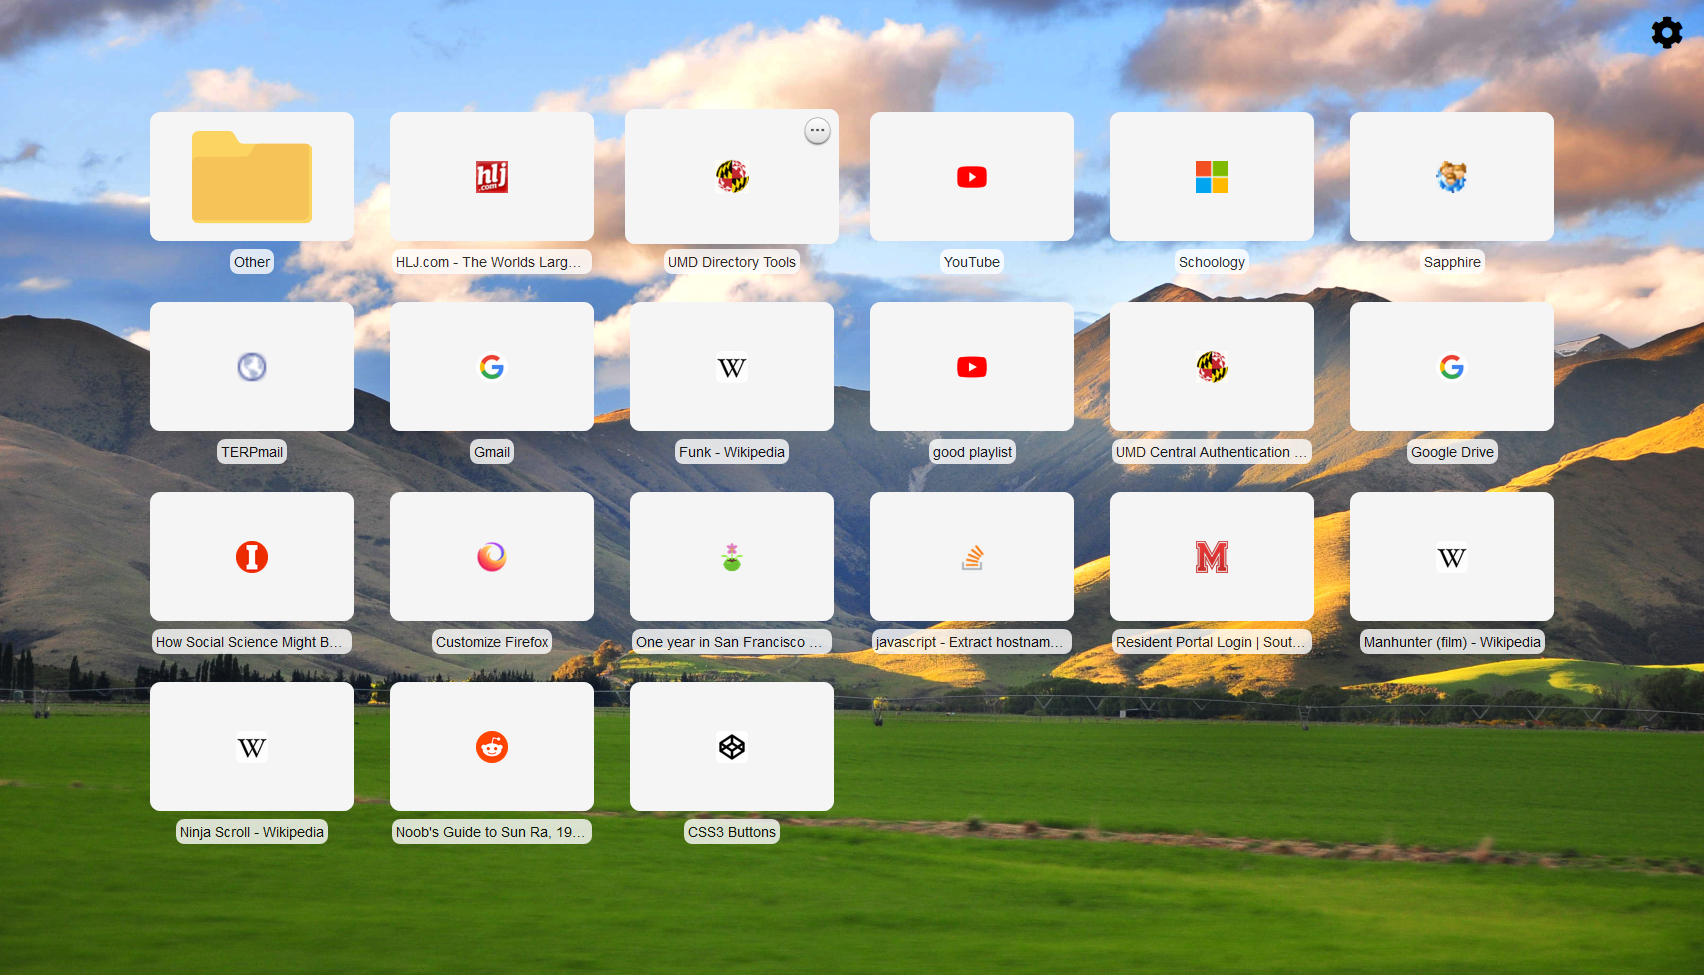 hlj
.com
Other
HLJ.com - The Worlds Larg...
UMD Directory Tools
YouTube
Schoology
Sapphire
W
TERPmail
Gmail
Funk - Wikipedia
good playlist
UMD Central Authentication ...
Google Drive
I
M
W
How Social Science Might B...
Customize Firefox
One year in San Francisco ...
javascript - Extract hostnam...
Resident Portal Login | Sout...
Manhunter (film) - Wikipedia
W
Ninja Scroll - Wikipedia
Noob's Guide to Sun Ra, 19...
CSS3 Buttons